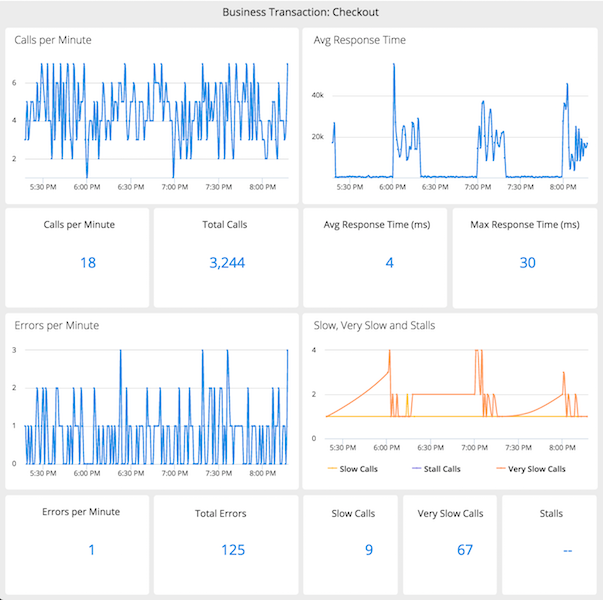 Business Transaction: Checkout
Calls per Minute
6
4
2
5:30 PM 6:00 PM 6:30 PM 7:00 PM 7:30 PM 8:00 PM
Avg Response Time
40k
20k
5:30 PM 6:00 PM 6:30 PM 7:00 PM 7:30 PM 8:00 PM
Calls per Minute
18
Total Calls
3,244
Avg Response Time (ms)
4
Max Response Time (ms)
30
Errors per Minute
3
2
1
0
5:30 PM 6:00 PM 6:30 PM 7:00 PM 7:30 PM 8:00 PM
Slow, Very Slow and Stalls
4
2
0
5:30 PM 6:00 PM 6:30 PM 7:00 PM 7:30 PM 8:00 PM
Slow Calls Stall Calls Very Slow Calls
Errors per Minute
1
Total Errors
125
Slow Calls
9
Very Slow Calls
67
Stalls
--